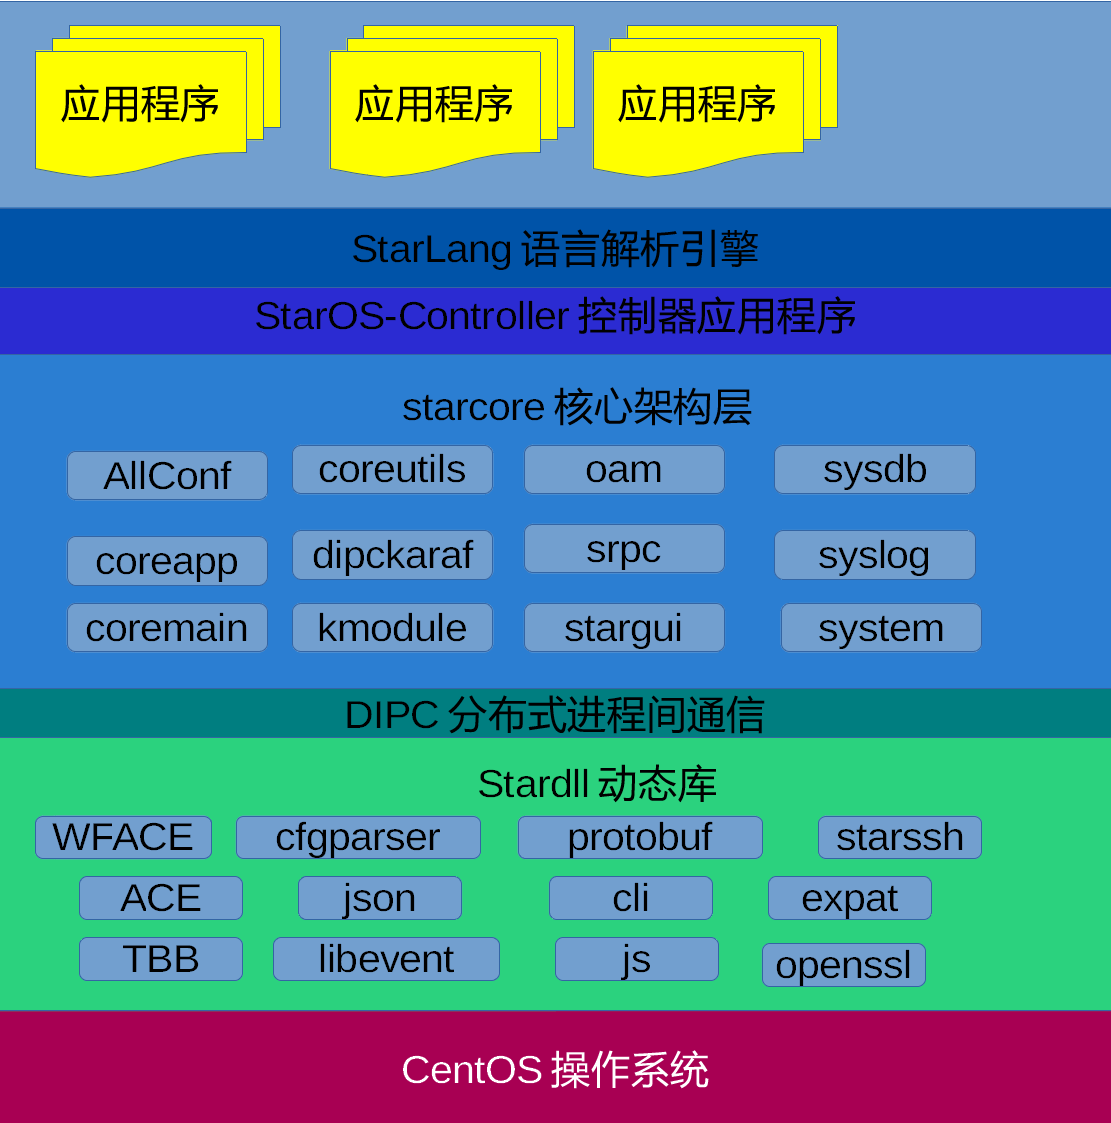 应用程序 应用程序 应用程序
StarLang 语言解析引擎
StarOS-Controller 控制器应用程序
starcore 核心架构层
AllConf coreutils oam sysdb
coreapp dipckaraf srpc syslog
coremain kmodule stargui system
DIPC 分布式进程间通信
Stardll 动态库
WFACE cfgparser protobuf starssh
ACE json cli expat
TBB libevent js openssl
CentOS 操作系统